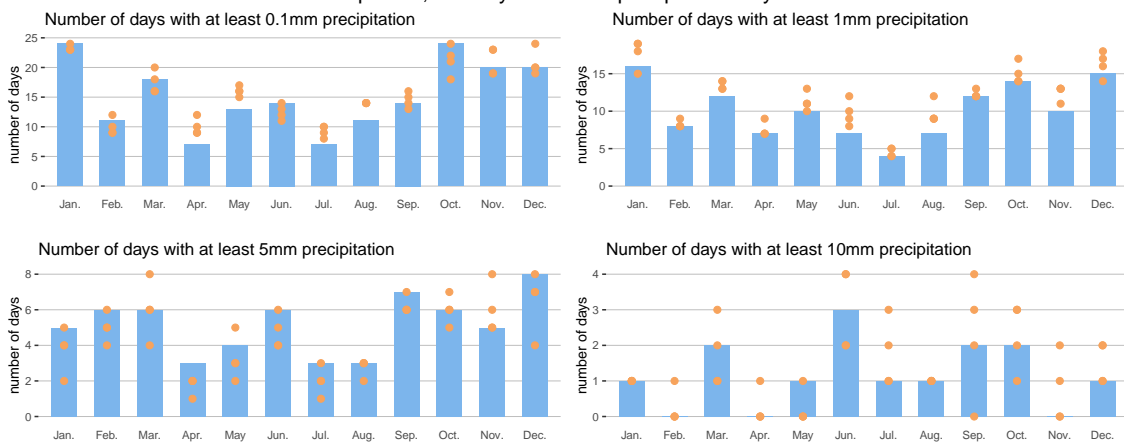 Number of days with at least 0.1mm precipitation
number of days
25
20
15
10
5
0
Jan. Feb. Mar. Apr. May Jun. Jul. Aug. Sep. Oct. Nov. Dec.
Number of days with at least 1mm precipitation
number of days
15
10
5
0
Jan. Feb. Mar. Apr. May Jun. Jul. Aug. Sep. Oct. Nov. Dec.
Number of days with at least 5mm precipitation
number of days
8
6
4
2
0
Jan. Feb. Mar. Apr. May Jun. Jul. Aug. Sep. Oct. Nov. Dec.
Number of days with at least 10mm precipitation
number of days
4
3
2
1
0
Jan. Feb. Mar. Apr. May Jun. Jul. Aug. Sep. Oct. Nov. Dec.